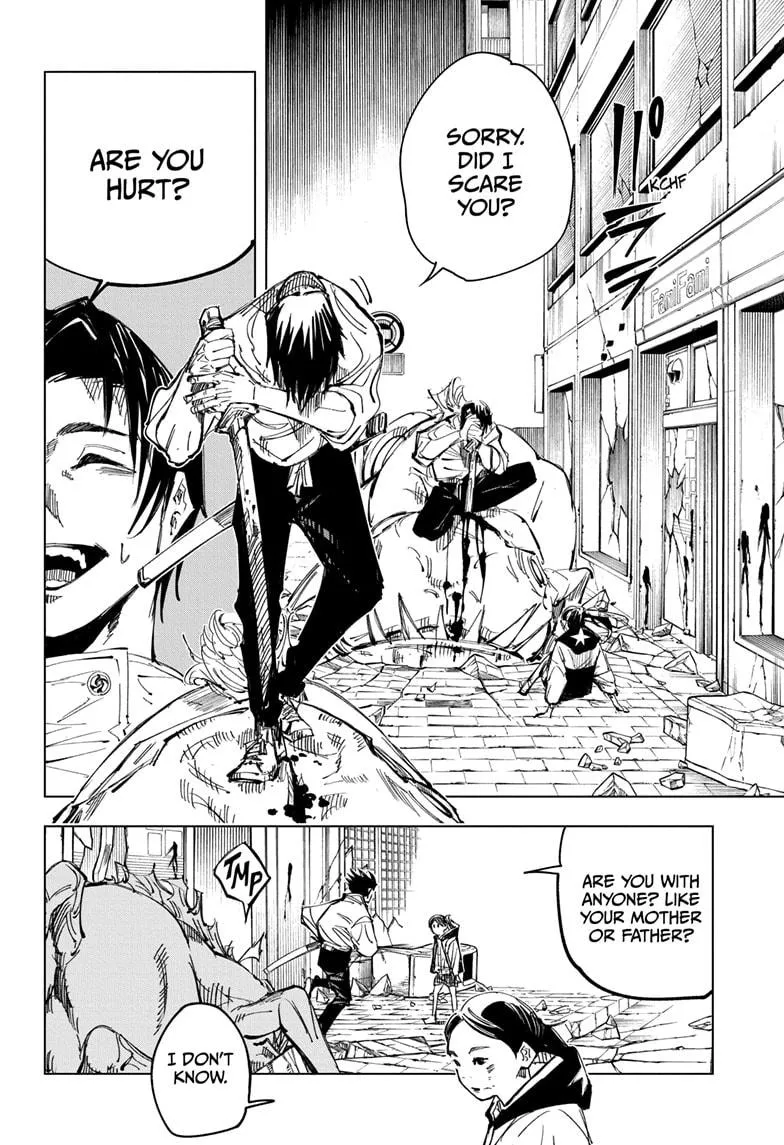 SORRY.
DID I
SCARE
YOU?
KCHF
FamiFami
ARE YOU
HURT?
TMP
ARE YOU WITH
ANYONE? LIKE
YOUR MOTHER
OR FATHER?
I DON'T
KNOW.